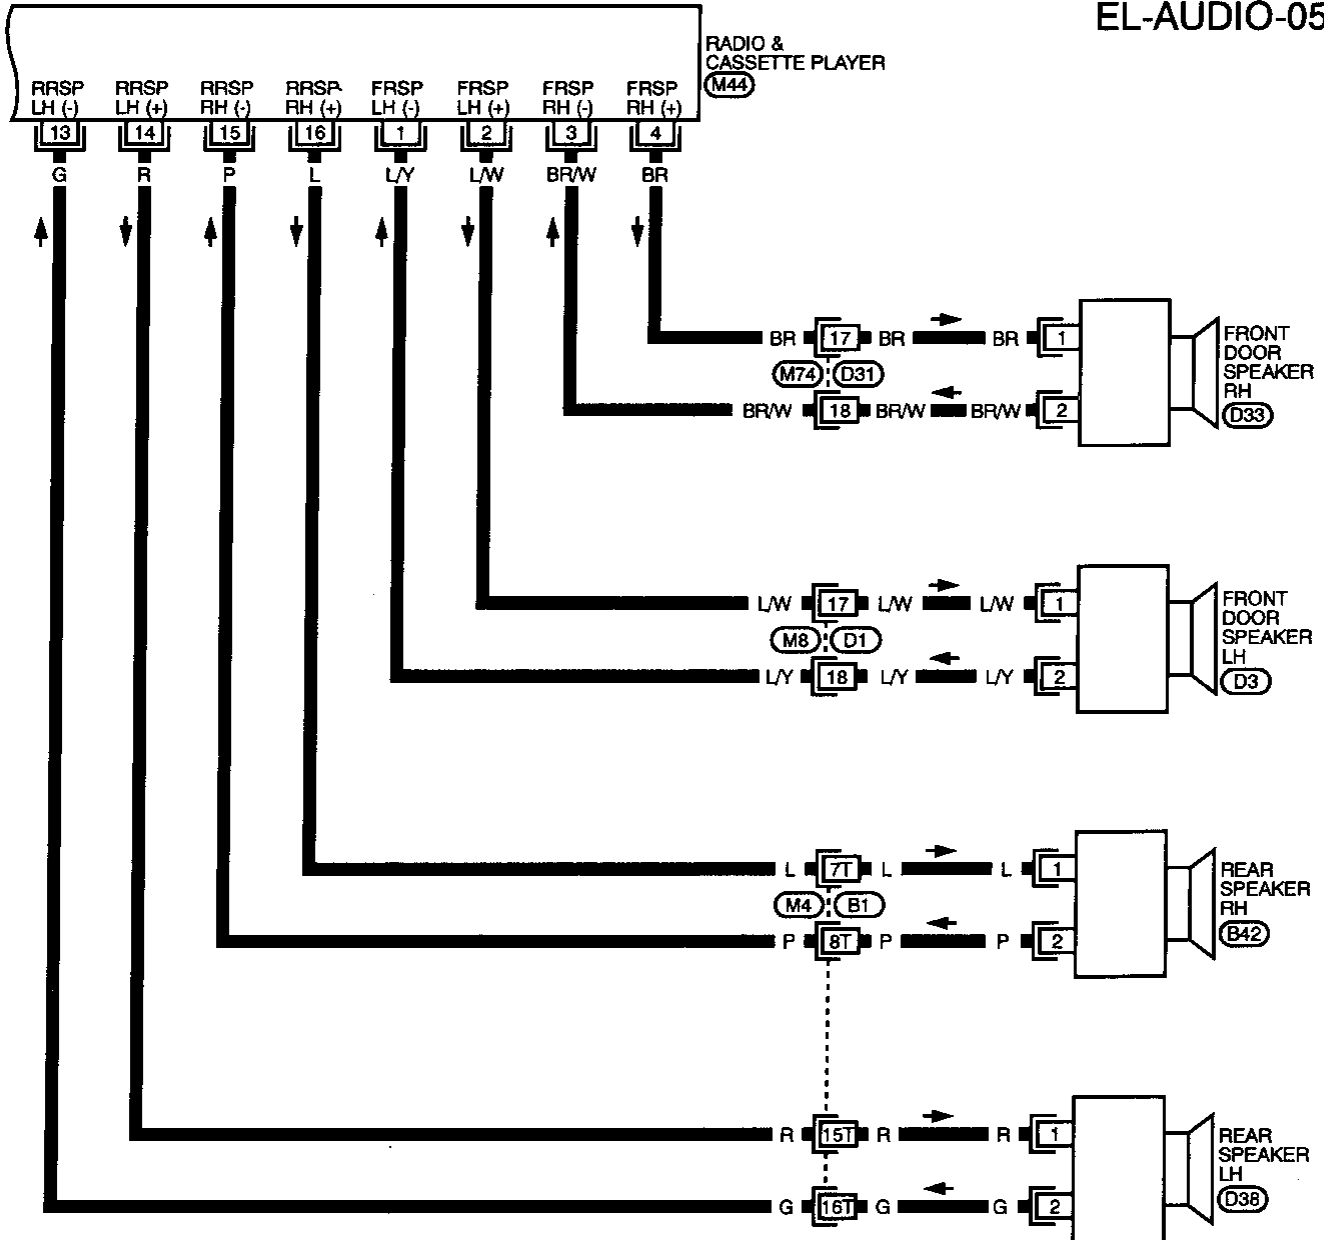 EL-AUDIO-05
RADIO &
CASSETTE PLAYER
M44
RRSP RRSP RRSP RRSP FRSP FRSP FRSP FRSP
LH (-) LH (+) RH (-) RH (+) LH (-) LH (+) RH (-) RH (+)
13 14 15 16 1 2 3 4
G R P L L/Y L/W BR/W BR
BR 17 BR BR 1
M74 D31
BR/W 18 BR/W BR/W 2
FRONT
DOOR
SPEAKER
RH
D33
L/W 17 L/W L/W 1
M8 D1
L/Y 18 L/Y L/Y 2
FRONT
DOOR
SPEAKER
LH
D3
L 7T L L 1
M4 B1
P 8T P P 2
REAR
SPEAKER
RH
B42
R 15T R R 1
G 16T G G 2
REAR
SPEAKER
LH
D38